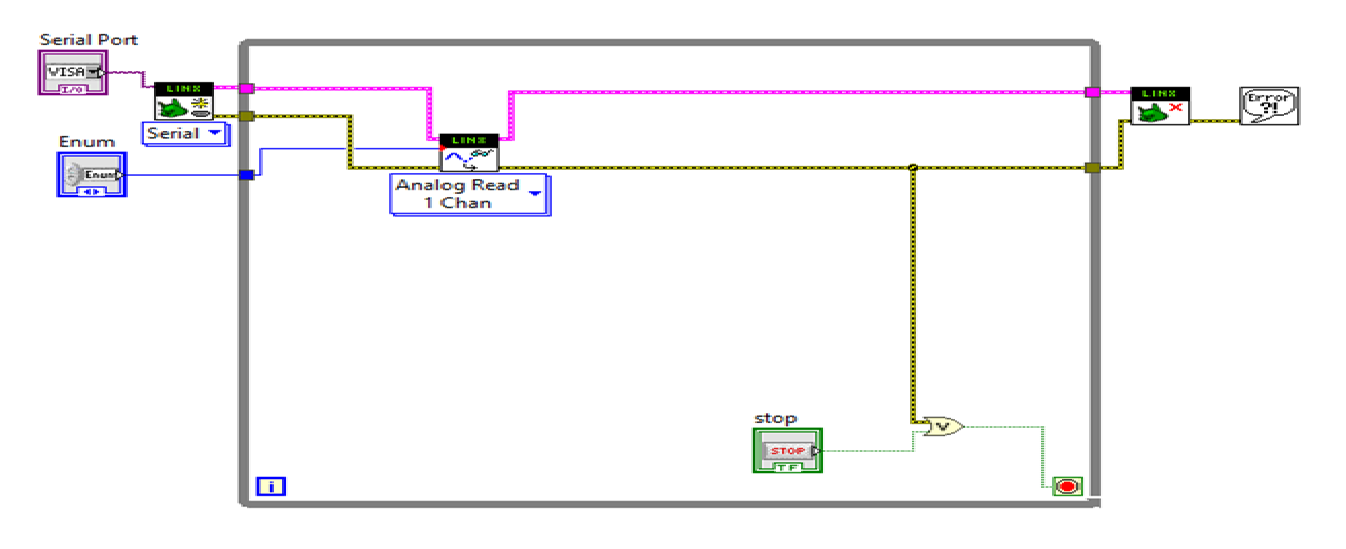 Serial Port
VISA
I/O
LINX
Serial
Enum
Enum
LINX
Analog Read
1 Chan
LINX
Error
?!
stop
STOP
TF
V
i